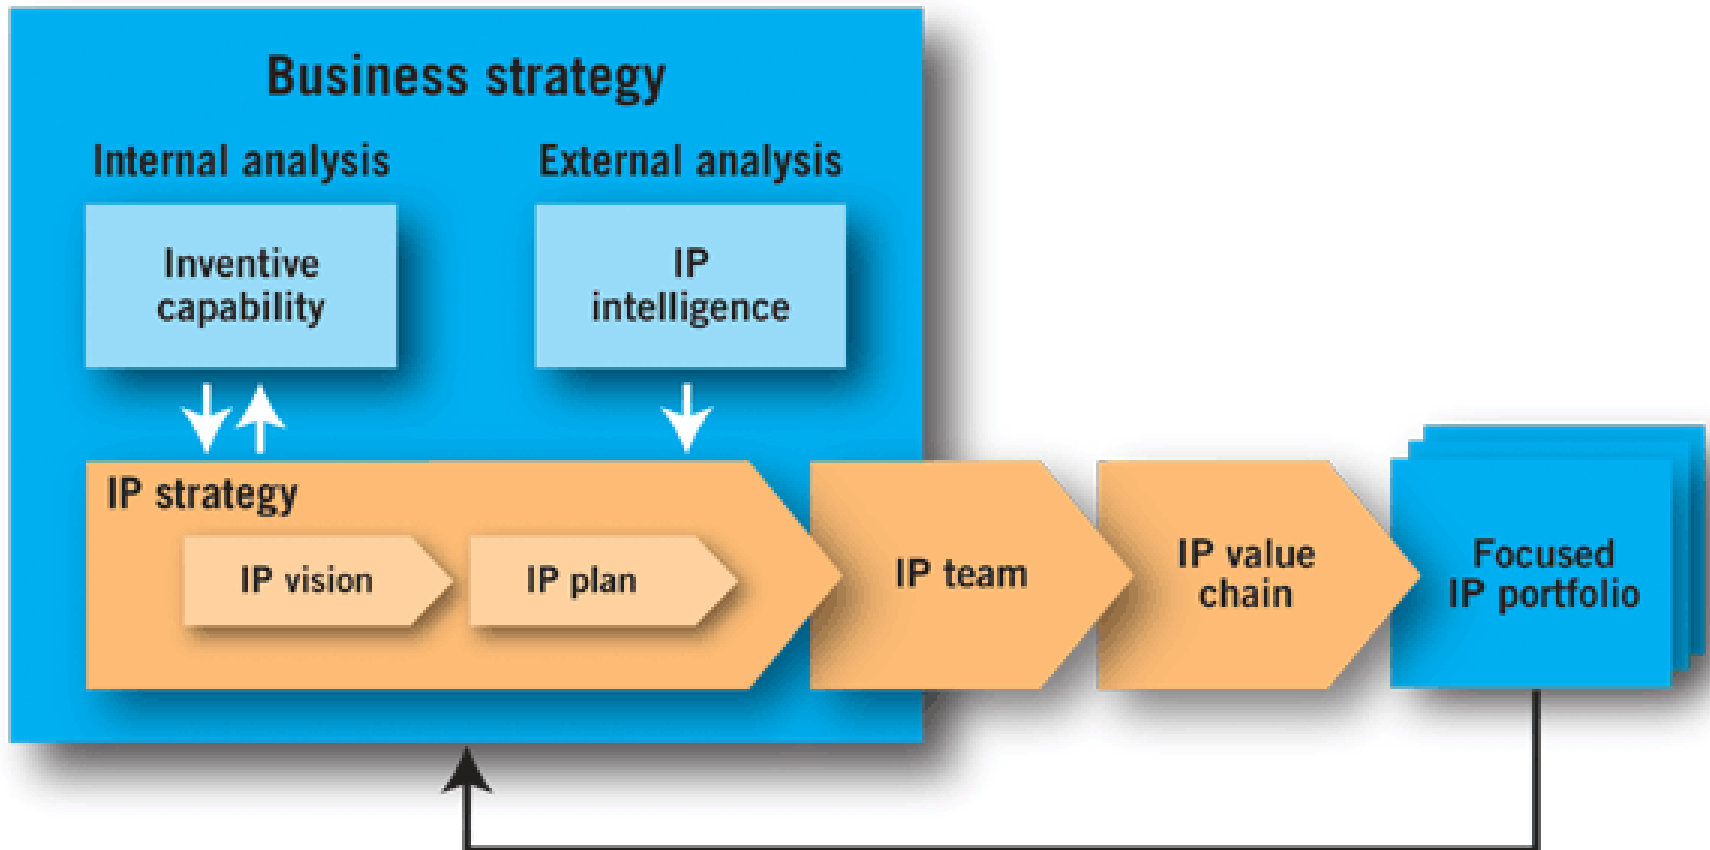 Business strategy
Internal analysis
External analysis
Inventive
capability
IP
intelligence
IP strategy
IP vision
IP plan
IP team
IP value
chain
Focused
IP portfolio